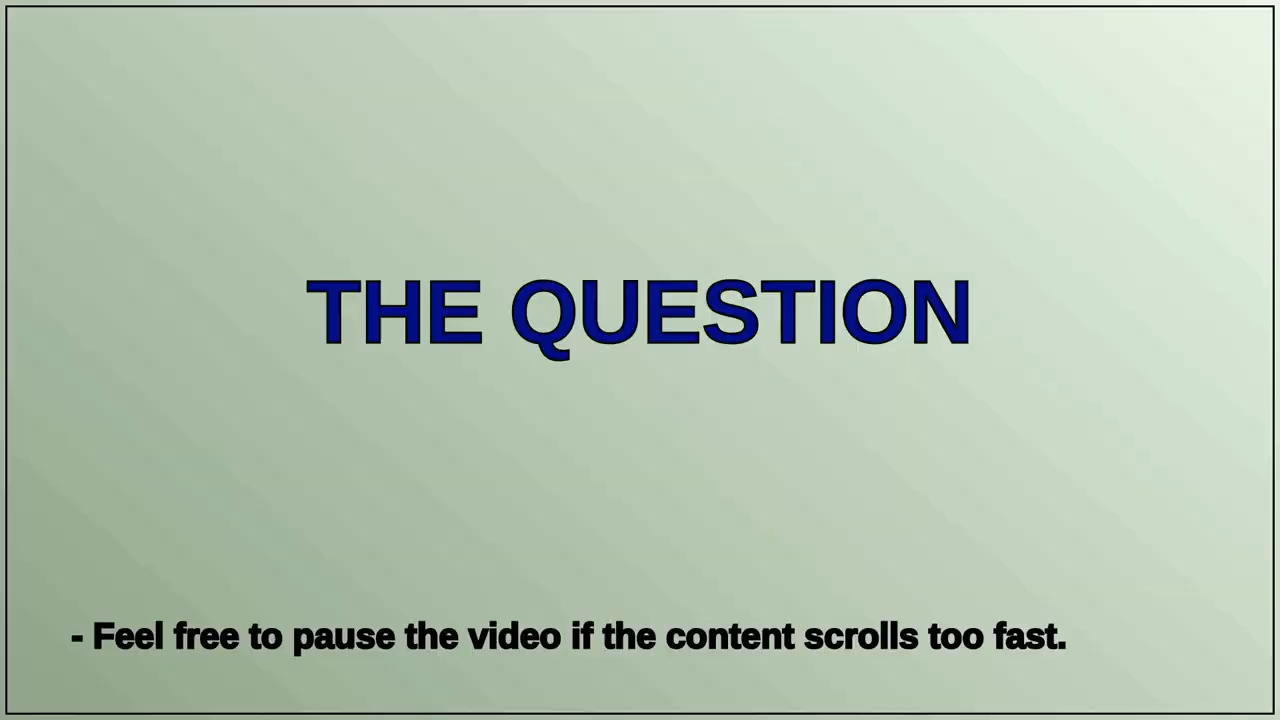 THE QUESTION
- Feel free to pause the video if the content scrolls too fast.